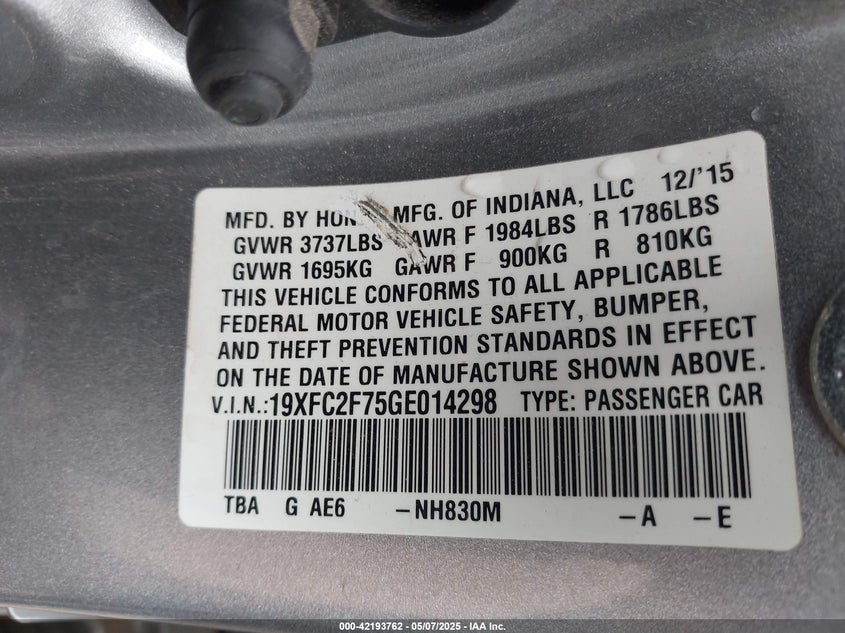 MFD. BY HON MFG. OF INDIANA, LLC 12/'15
GVWR 3737LBS GAWR F 1984LBS R 1786LBS
GVWR 1695KG GAWR F 900KG R 810KG
THIS VEHICLE CONFORMS TO ALL APPLICABLE
FEDERAL MOTOR VEHICLE SAFETY, BUMPER,
AND THEFT PREVENTION STANDARDS IN EFFECT
ON THE DATE OF MANUFACTURE SHOWN ABOVE.
V.I.N.:19XFC2F75GE014298 TYPE: PASSENGER CAR
TBA G AE6 -NH830M -A -E
000-42193762 - 05/07/2025 - IAA Inc.